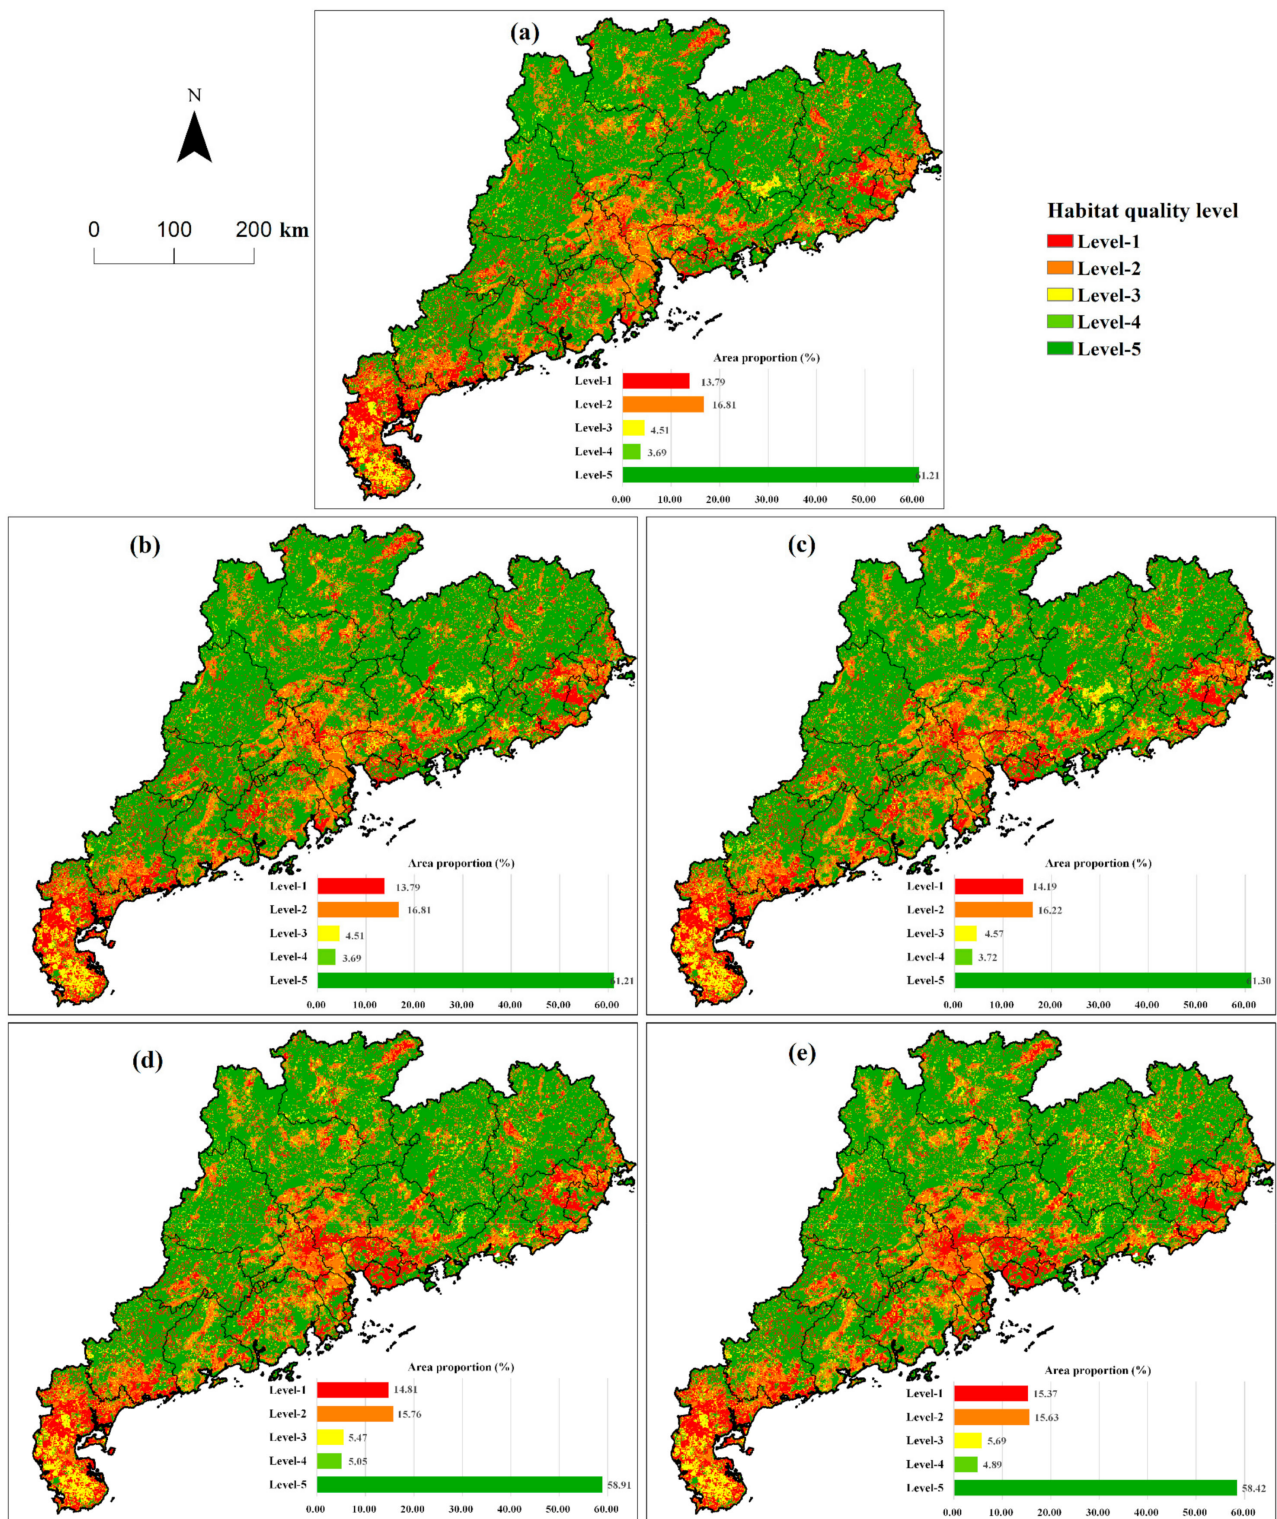 (a)
N
0 100 200 km
Habitat quality level
Level-1
Level-2
Level-3
Level-4
Level-5
Area proportion (%)
Level-1 13.79
Level-2 16.81
Level-3 4.51
Level-4 3.69
Level-5 61.21
0.00 10.00 20.00 30.00 40.00 50.00 60.00
(b)
Area proportion (%)
Level-1 13.79
Level-2 16.81
Level-3 4.51
Level-4 3.69
Level-5 61.21
0.00 10.00 20.00 30.00 40.00 50.00 60.00
(c)
Area proportion (%)
Level-1 14.19
Level-2 16.22
Level-3 4.57
Level-4 3.72
Level-5 61.30
0.00 10.00 20.00 30.00 40.00 50.00 60.00
(d)
Area proportion (%)
Level-1 14.81
Level-2 15.76
Level-3 5.47
Level-4 5.05
Level-5 58.91
0.00 10.00 20.00 30.00 40.00 50.00 60.00
(e)
Area proportion (%)
Level-1 15.37
Level-2 15.63
Level-3 5.69
Level-4 4.89
Level-5 58.42
0.00 10.00 20.00 30.00 40.00 50.00 60.00